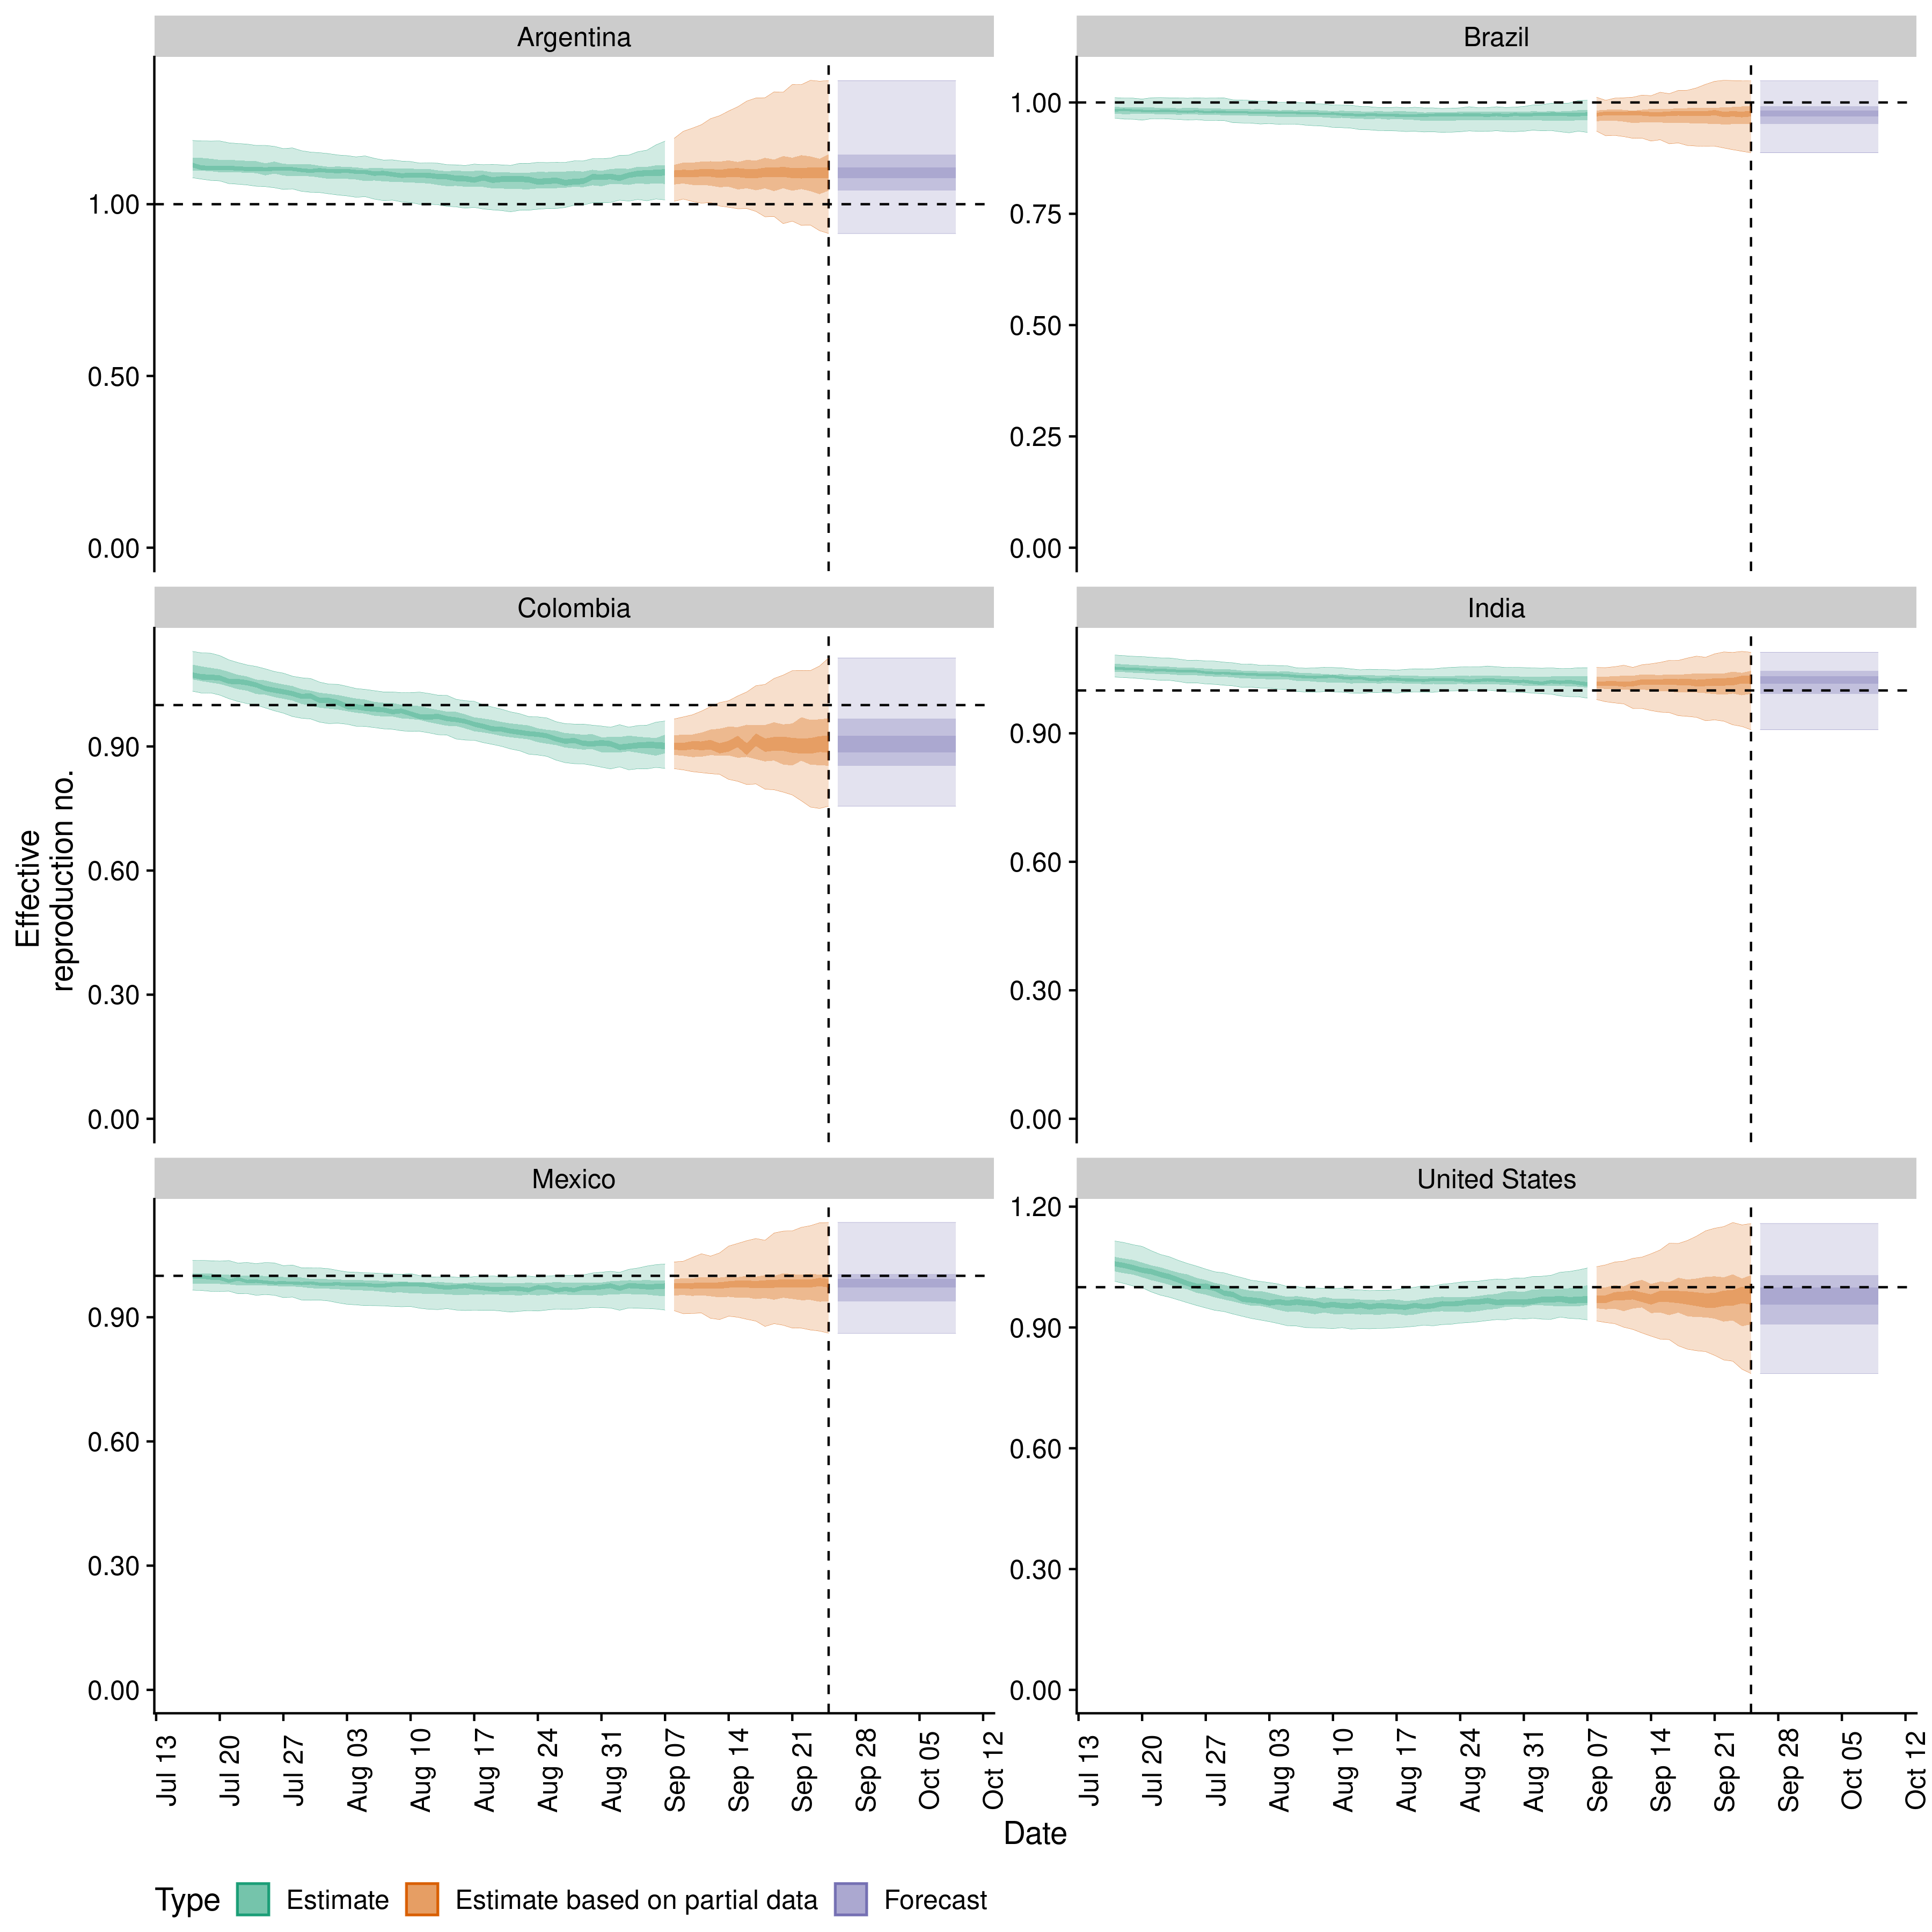 Argentina
Brazil
1.00
0.50
0.00
1.00
0.75
0.50
0.25
0.00
Colombia
India
0.90
0.60
0.30
0.00
0.90
0.60
0.30
0.00
Effective
reproduction no.
Mexico
United States
0.90
0.60
0.30
0.00
1.20
0.90
0.60
0.30
0.00
Jul 13
Jul 20
Jul 27
Aug 03
Aug 10
Aug 17
Aug 24
Aug 31
Sep 07
Sep 14
Sep 21
Sep 28
Oct 05
Oct 12
Jul 13
Jul 20
Jul 27
Aug 03
Aug 10
Aug 17
Aug 24
Aug 31
Sep 07
Sep 14
Sep 21
Sep 28
Oct 05
Oct 12
Date
Type Estimate Estimate based on partial data Forecast